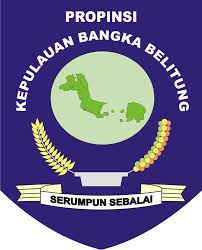 PROPINSI
KEPULAUAN BANGKA BELITUNG
SERUMPUN SEBALAI